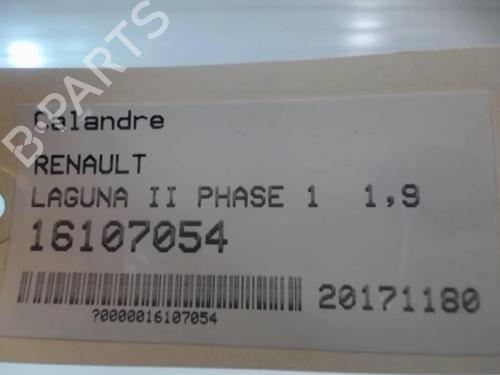 B-PARTS
Calandre
RENAULT
LAGUNA II PHASE 1 1,9
16107054
20171180
?0000016107054